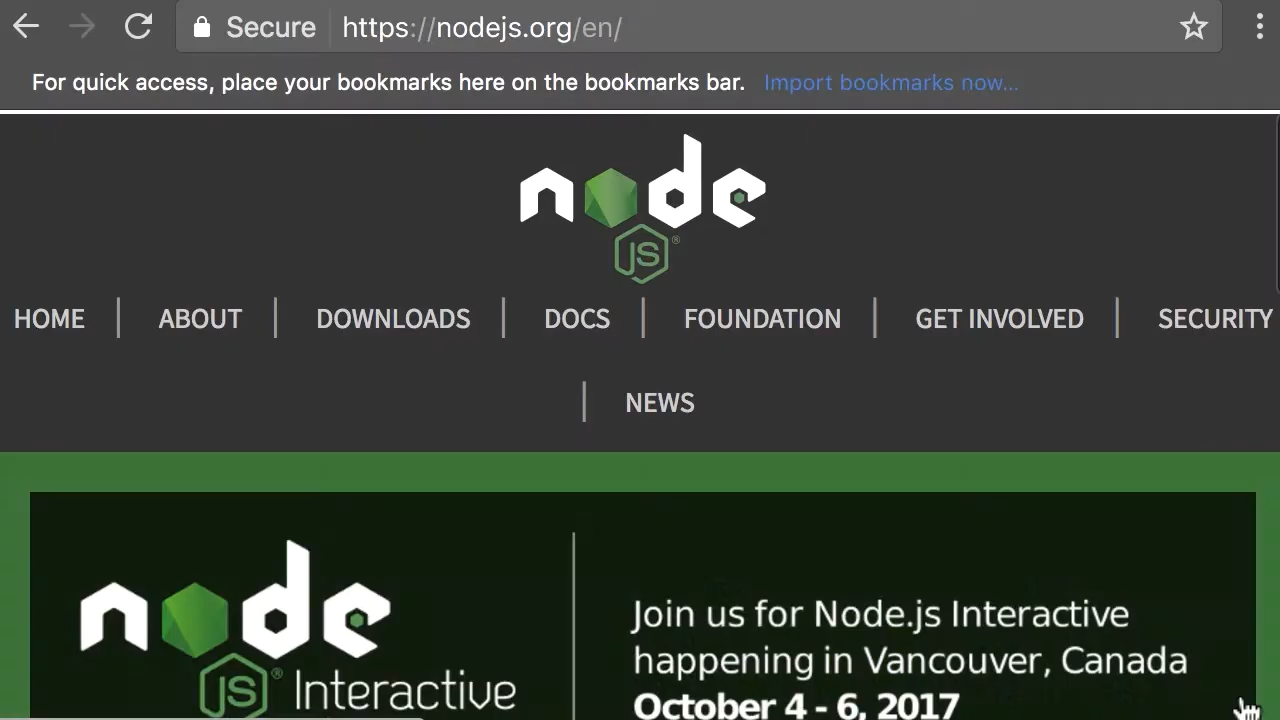 Secure https://nodejs.org/en/
For quick access, place your bookmarks here on the bookmarks bar. Import bookmarks now...
node
JS®
HOME | ABOUT | DOWNLOADS | DOCS | FOUNDATION | GET INVOLVED | SECURITY
| NEWS
node
JS® Interactive
Join us for Node.js Interactive
happening in Vancouver, Canada
October 4 - 6, 2017